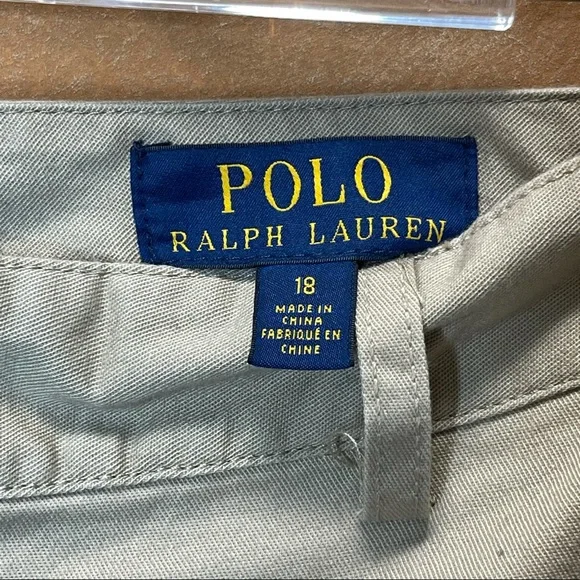 POLO
RALPH LAUREN
18
MADE IN
CHINA
FABRIQUÉ EN
CHINE